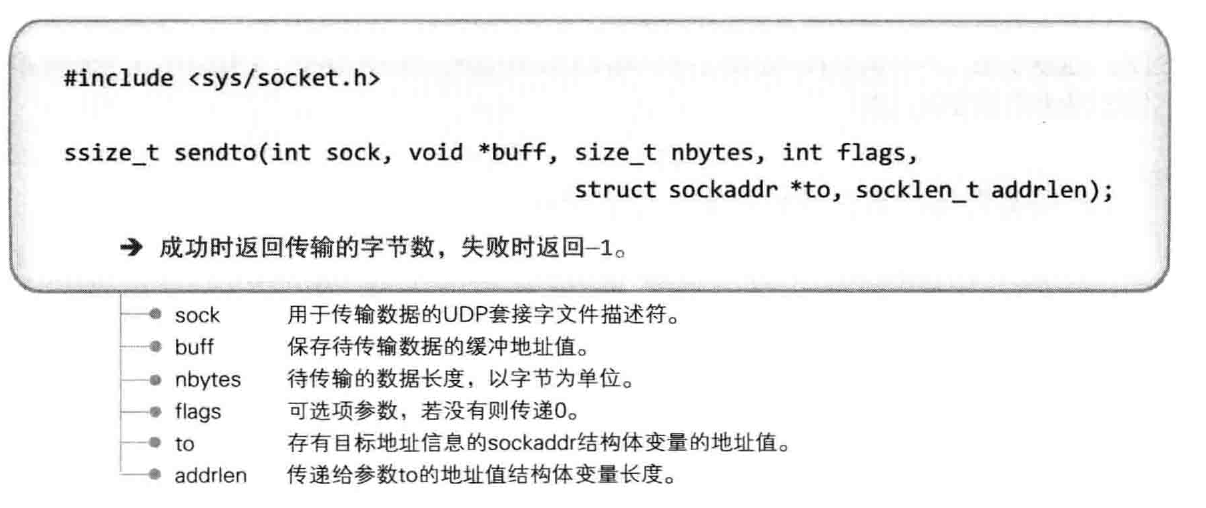 #include <sys/socket.h>
ssize_t sendto(int sock, void *buff, size_t nbytes, int flags,
struct sockaddr *to, socklen_t addrlen);
→ 成功时返回传输的字节数，失败时返回–1。
sock 用于传输数据的UDP套接字文件描述符。
buff 保存待传输数据的缓冲地址值。
nbytes 待传输的数据长度，以字节为单位。
flags 可选项参数，若没有则传递0。
to 存有目标地址信息的sockaddr结构体变量的地址值。
addrlen 传递给参数to的地址值结构体变量长度。